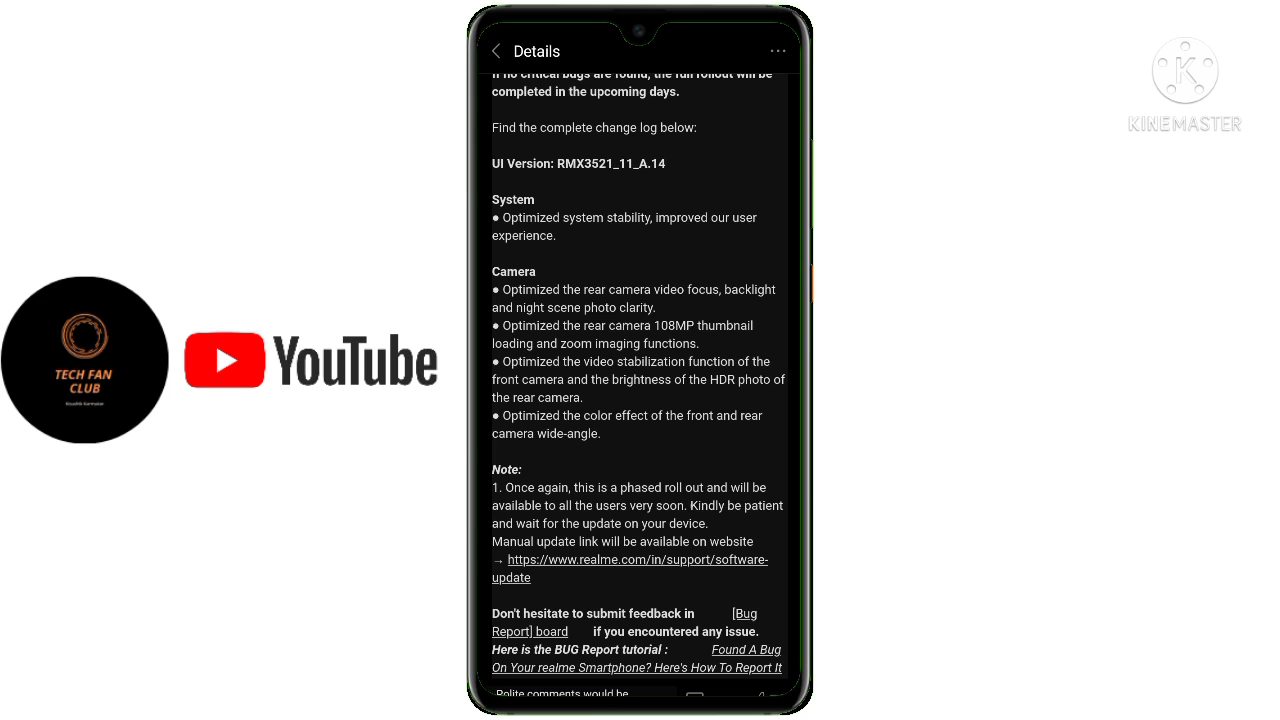 Details
If no critical bugs are found, the full rollout will be
completed in the upcoming days.
Find the complete change log below:
UI Version: RMX3521_11_A.14
System
● Optimized system stability, improved our user
experience.
Camera
● Optimized the rear camera video focus, backlight
and night scene photo clarity.
● Optimized the rear camera 108MP thumbnail
loading and zoom imaging functions.
● Optimized the video stabilization function of the
front camera and the brightness of the HDR photo of
the rear camera.
● Optimized the color effect of the front and rear
camera wide-angle.
Note:
1. Once again, this is a phased roll out and will be
available to all the users very soon. Kindly be patient
and wait for the update on your device.
Manual update link will be available on website
→ https://www.realme.com/in/support/software-
update
Don't hesitate to submit feedback in [Bug
Report] board if you encountered any issue.
Here is the BUG Report tutorial : Found A Bug
On Your realme Smartphone? Here's How To Report It
Polite comments would be
TECH FAN
CLUB
YouTube
K
KINEMASTER